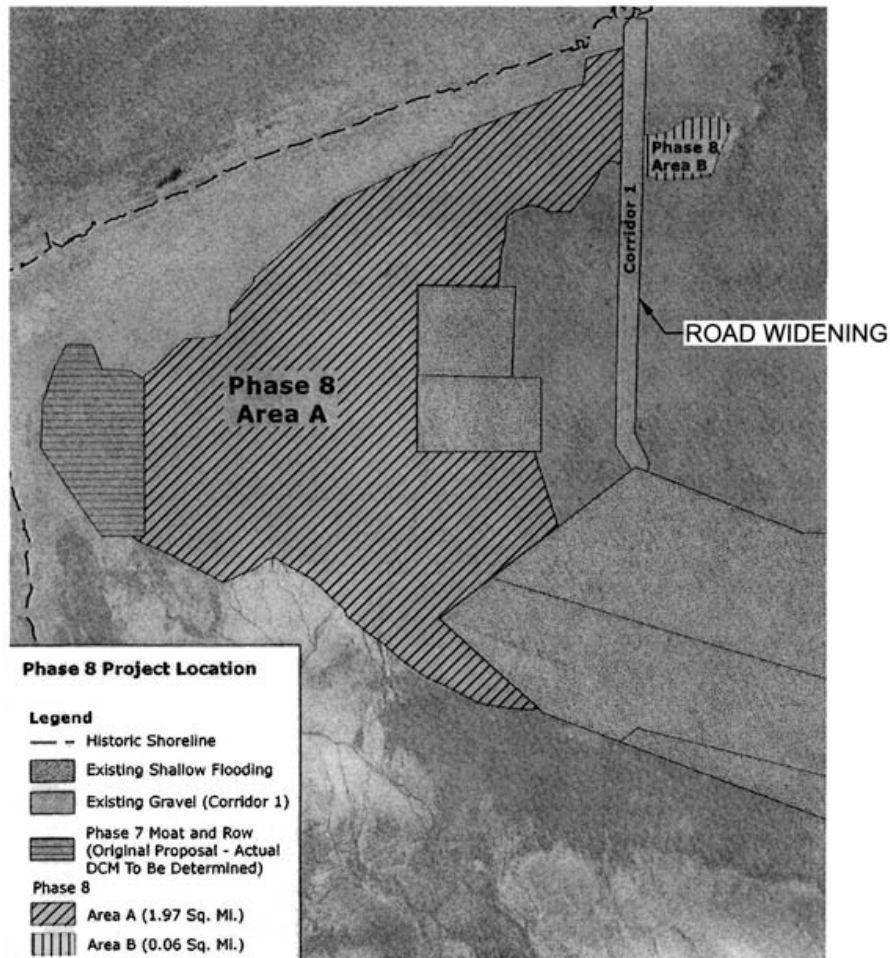 Phase 8
Area B
Corridor 1
ROAD WIDENING
Phase 8
Area A
Phase 8 Project Location
Legend
Historic Shoreline
Existing Shallow Flooding
Existing Gravel (Corridor 1)
Phase 7 Moat and Row
(Original Proposal - Actual
DCM To Be Determined)
Phase 8
Area A (1.97 Sq. Mi.)
Area B (0.06 Sq. Mi.)